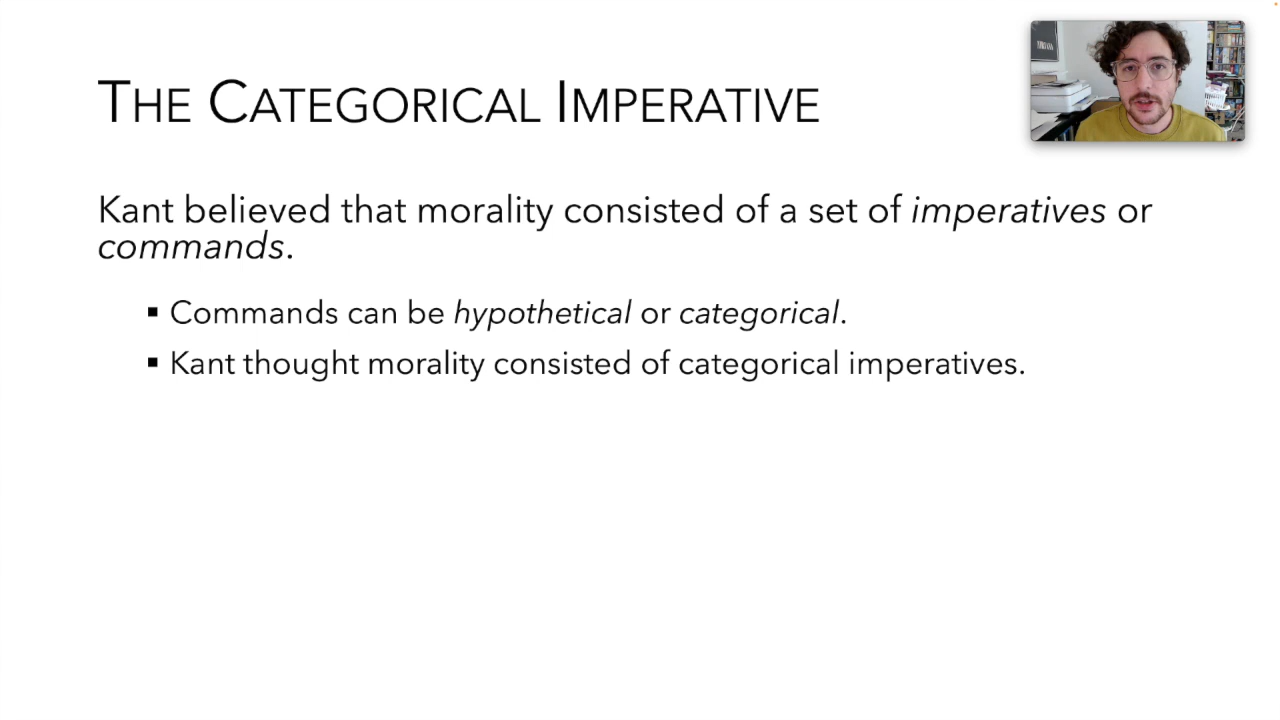 THE CATEGORICAL IMPERATIVE
Kant believed that morality consisted of a set of imperatives or
commands.
▪ Commands can be hypothetical or categorical.
▪ Kant thought morality consisted of categorical imperatives.